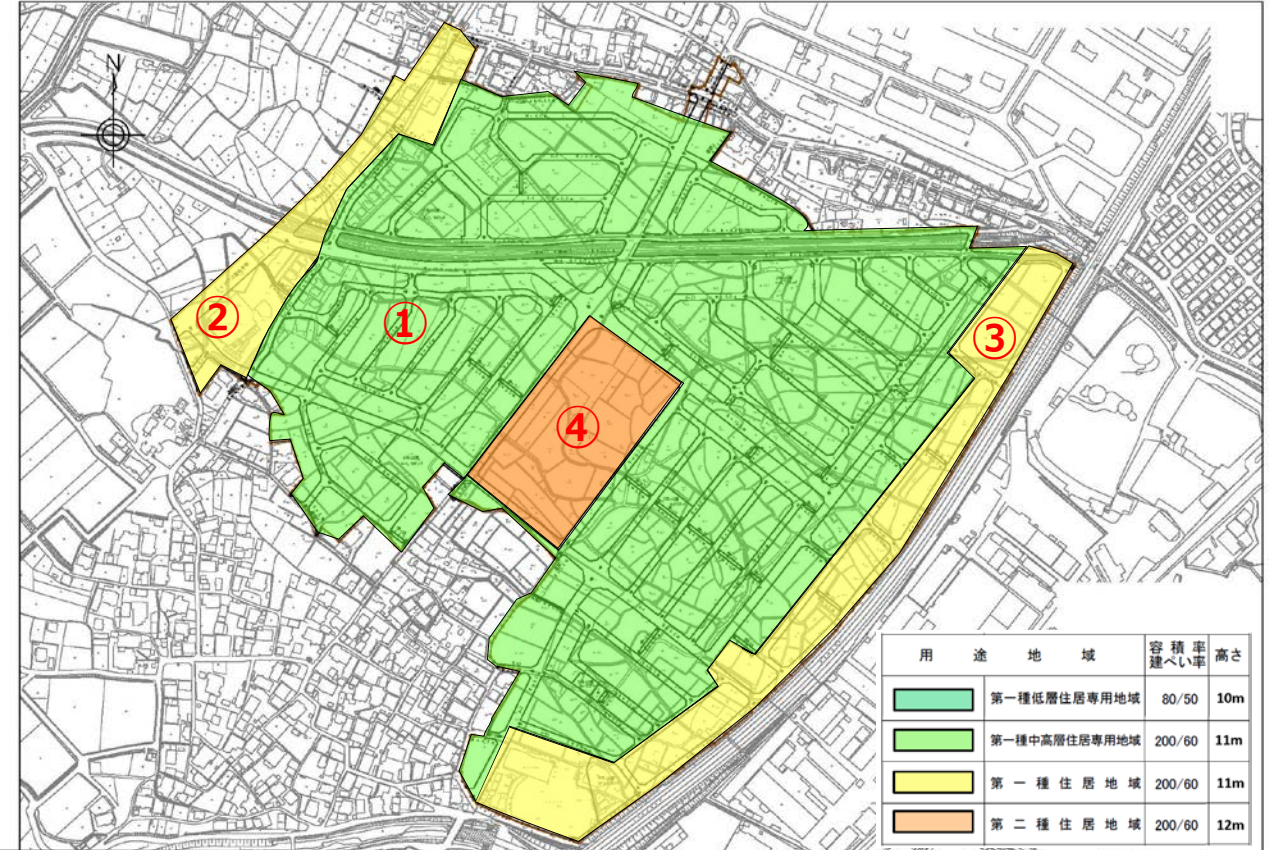 N
①
②
③
④
用途地域 容積率 高さ
建ぺい率
第一種低層住居専用地域 80/50 10m
第一種中高層住居専用地域 200/60 11m
第一種住居地域 200/60 11m
第二種住居地域 200/60 12m